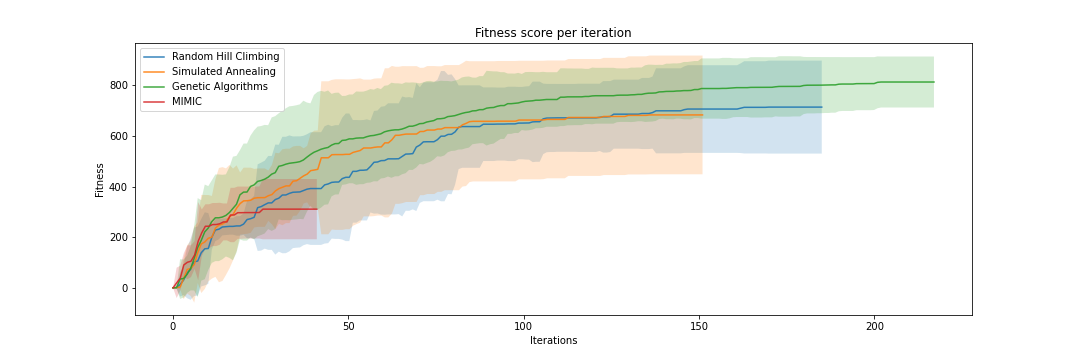 Fitness score per iteration
Random Hill Climbing
Simulated Annealing
Genetic Algorithms
MIMIC
800
600
400
200
0
Fitness
0 50 100 150 200
Iterations